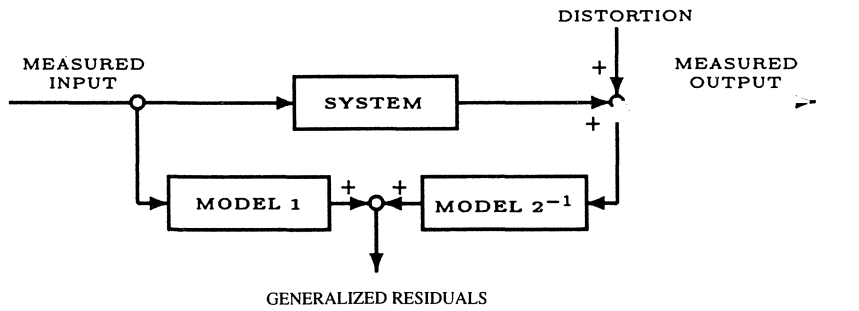 DISTORTION
MEASURED
INPUT
+
MEASURED
OUTPUT
SYSTEM
+
MODEL 1
+
+
MODEL 2⁻¹
GENERALIZED RESIDUALS